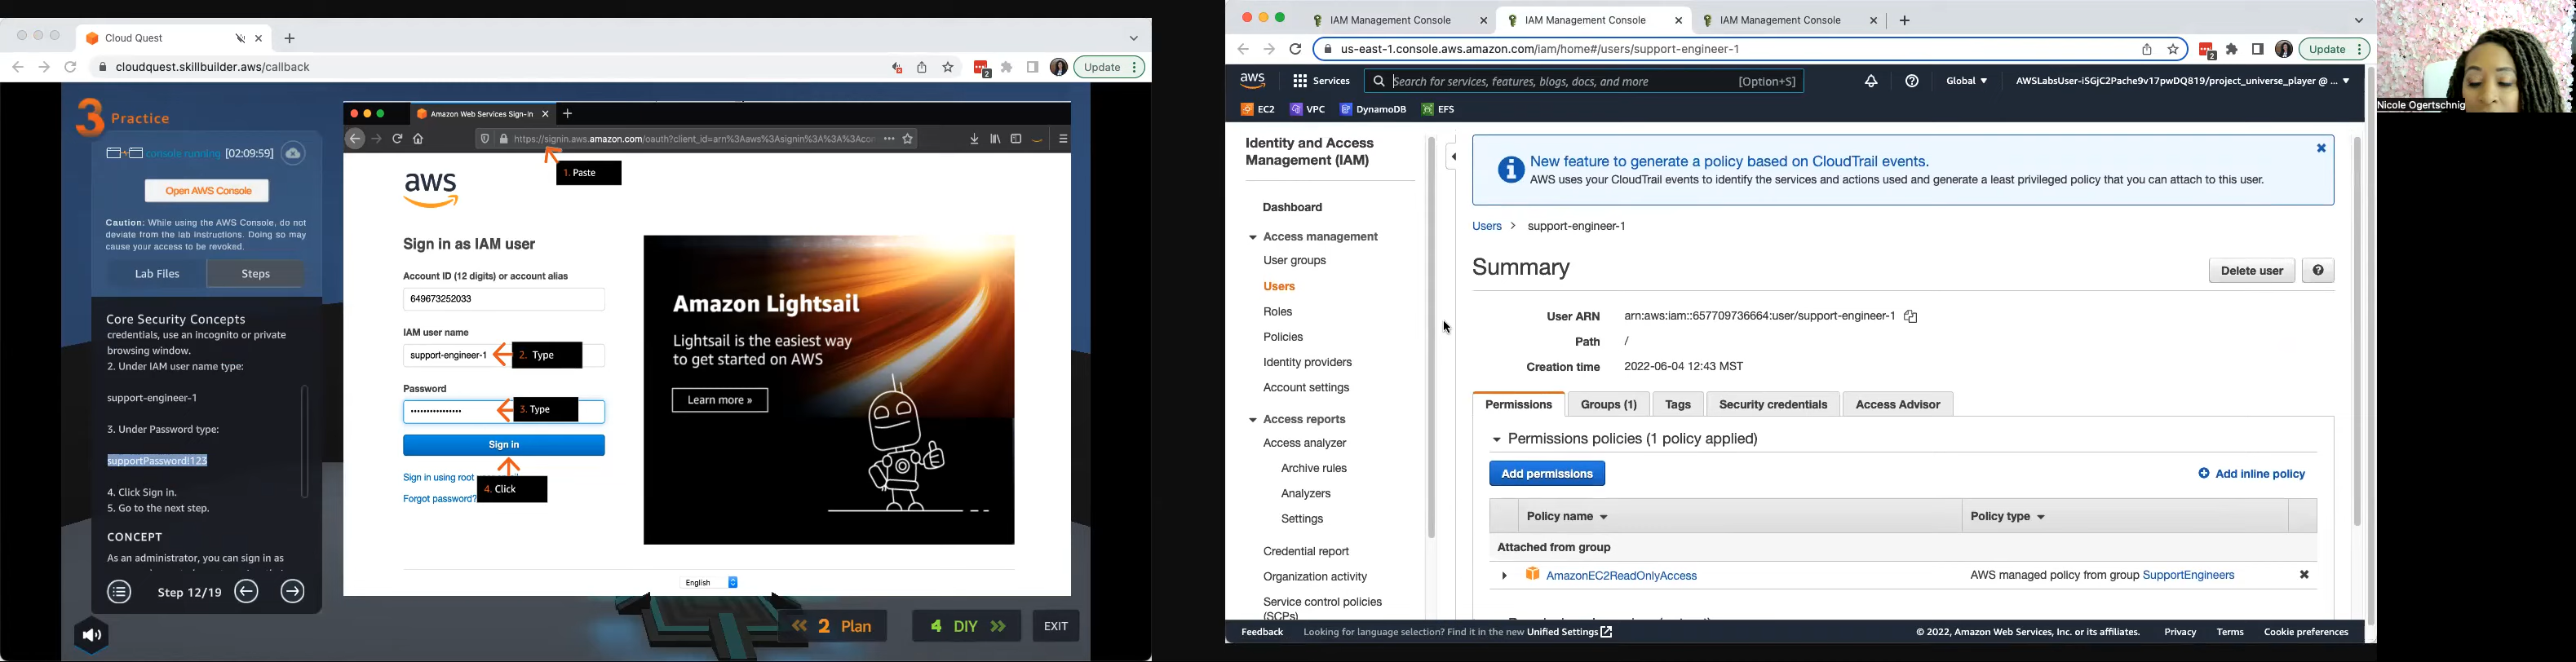 Cloud Quest
cloudquest.skillbuilder.aws/callback
2
Update
3 Practice
console running [02:09:59]
Open AWS Console
Caution: While using the AWS Console, do not
deviate from the lab instructions. Doing so may
cause your access to be revoked.
Lab Files
Steps
Core Security Concepts
credentials, use an incognito or private
browsing window.
2. Under IAM user name type:
support-engineer-1
3. Under Password type:
supportPassword!123
4. Click Sign in.
5. Go to the next step.
CONCEPT
As an administrator, you can sign in as
Step 12/19
Amazon Web Services Sign-In
https://signin.aws.amazon.com/oauth?client_id=arn%3Aaws%3Asignin%3A%3A%3Acon
1. Paste
aws
Sign in as IAM user
Account ID (12 digits) or account alias
649673252033
IAM user name
support-engineer-1
2. Type
Password
3. Type
Sign in
Sign in using root
4. Click
Forgot password?
Amazon Lightsail
Lightsail is the easiest way
to get started on AWS
Learn more »
English
2 Plan
4 DIY
EXIT
IAM Management Console
IAM Management Console
IAM Management Console
us-east-1.console.aws.amazon.com/iam/home#/users/support-engineer-1
2
Update
aws
Services
Search for services, features, blogs, docs, and more
[Option+S]
Global
AWSLabsUser-iSGjC2Pache9v17pwDQ819/project_universe_player @ ...
EC2
VPC
DynamoDB
EFS
Identity and Access
Management (IAM)
Dashboard
Access management
User groups
Users
Roles
Policies
Identity providers
Account settings
Access reports
Access analyzer
Archive rules
Analyzers
Settings
Credential report
Organization activity
Service control policies
(SCPs)
New feature to generate a policy based on CloudTrail events.
AWS uses your CloudTrail events to identify the services and actions used and generate a least privileged policy that you can attach to this user.
Users > support-engineer-1
Summary
Delete user
User ARN arn:aws:iam::657709736664:user/support-engineer-1
Path /
Creation time 2022-06-04 12:43 MST
Permissions
Groups (1)
Tags
Security credentials
Access Advisor
Permissions policies (1 policy applied)
Add permissions
Add inline policy
Policy name
Policy type
Attached from group
AmazonEC2ReadOnlyAccess
AWS managed policy from group SupportEngineers
Feedback
Looking for language selection? Find it in the new Unified Settings
© 2022, Amazon Web Services, Inc. or its affiliates.
Privacy
Terms
Cookie preferences
Nicole Ogertschnig